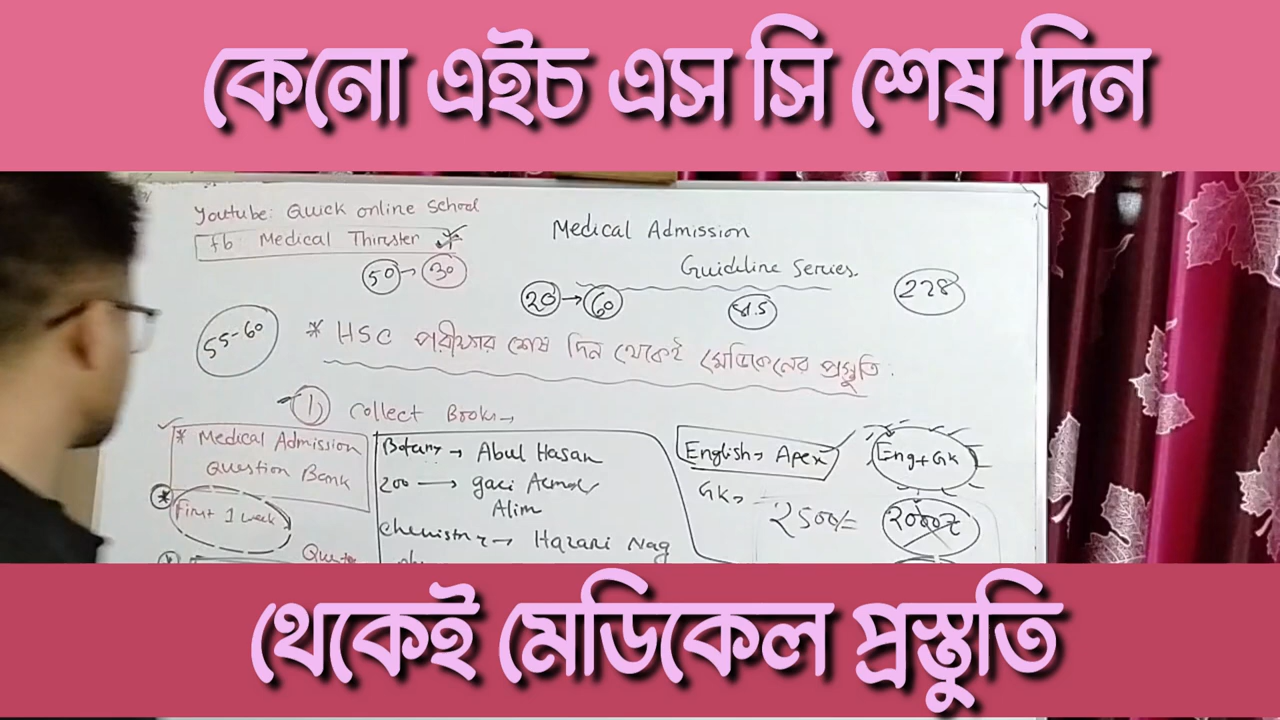 কেনো এইচ এস সি শেষ দিন
Youtube: Quick online School
fb: Medical Thiruster
Medical Admission
Guideline Series.
50 → 30
20 → 60
228
55-60
* HSC পরীক্ষার শেষ দিন থেকেই মেডিকেলের প্রস্তুতি.
1) Collect Books →
* Medical Admission
Question Bank
First 1 week
Botany → Abul Hasan
Zoo → Gazi Azmol
Alim
Chemistry → Hazari Nag
English → Apex
GK →
Eng + GK
2500/=
থেকেই মেডিকেল প্রস্তুতি